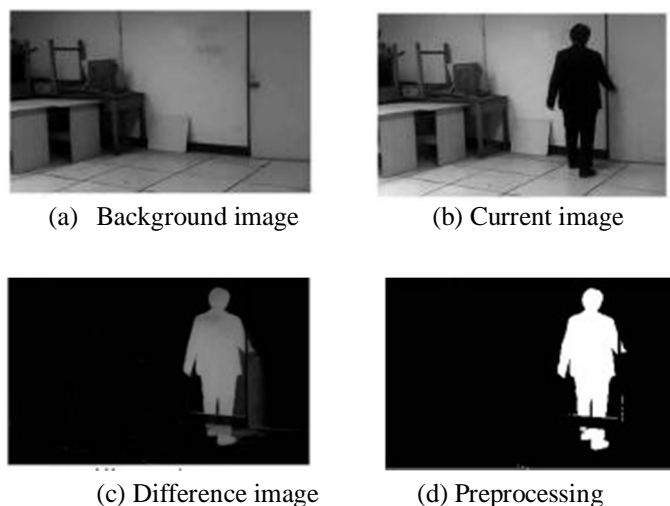 (a) Background image
(b) Current image
(c) Difference image
(d) Preprocessing